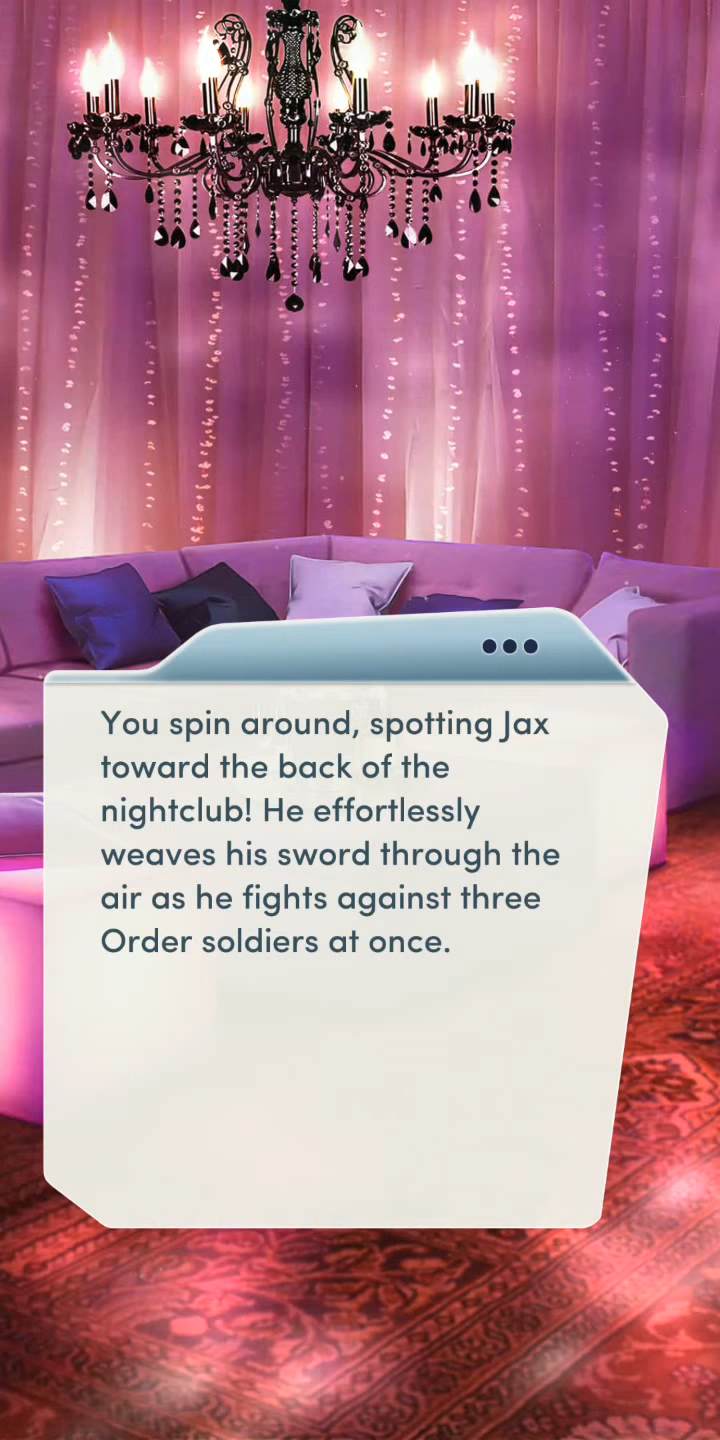 You spin around, spotting Jax
toward the back of the
nightclub! He effortlessly
weaves his sword through the
air as he fights against three
Order soldiers at once.